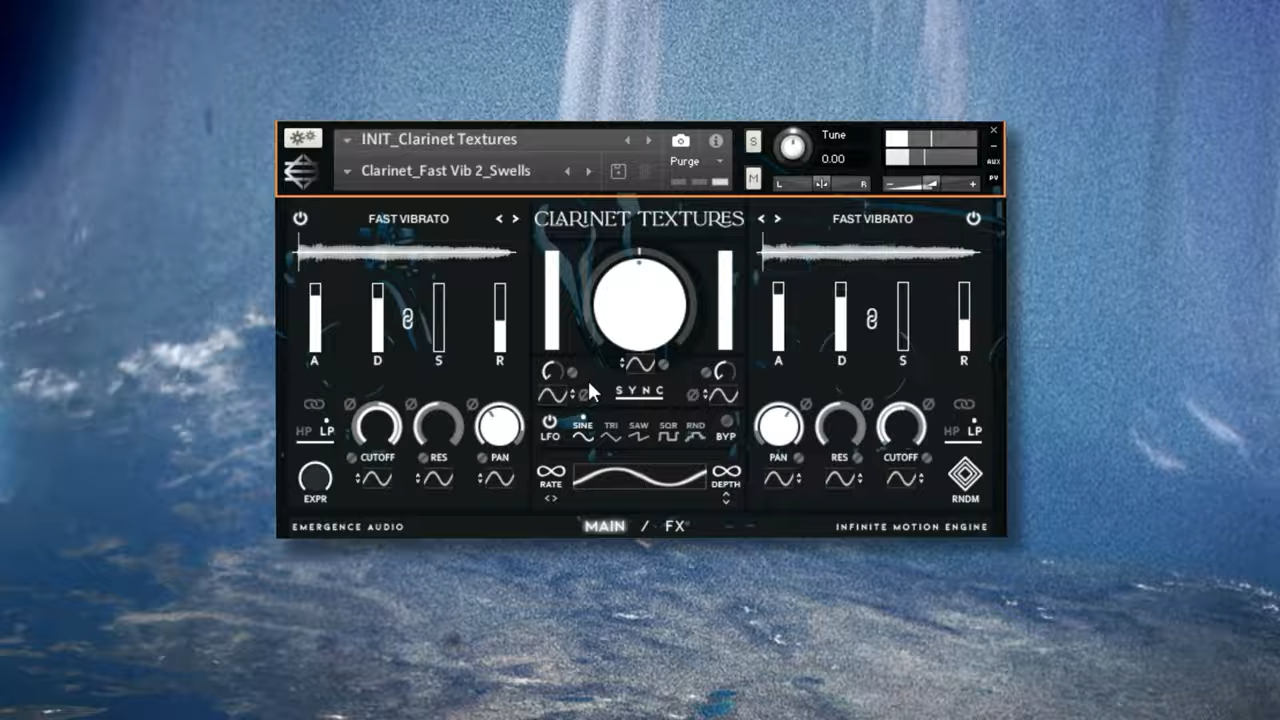 INIT_Clarinet Textures
S
Tune
Purge
0.00
AUX
Clarinet_Fast Vib 2_Swells
M
L R
- +
PV
FAST VIBRATO < >
CLARINET TEXTURES
< > FAST VIBRATO
A D S R
A D S R
SYNC
HP LP
CUTOFF RES PAN
EXPR
LFO SINE TRI SAW SQR RND BYP
RATE DEPTH
< >
PAN RES CUTOFF
HP LP
RNDM
EMERGENCE AUDIO
MAIN / FX
INFINITE MOTION ENGINE